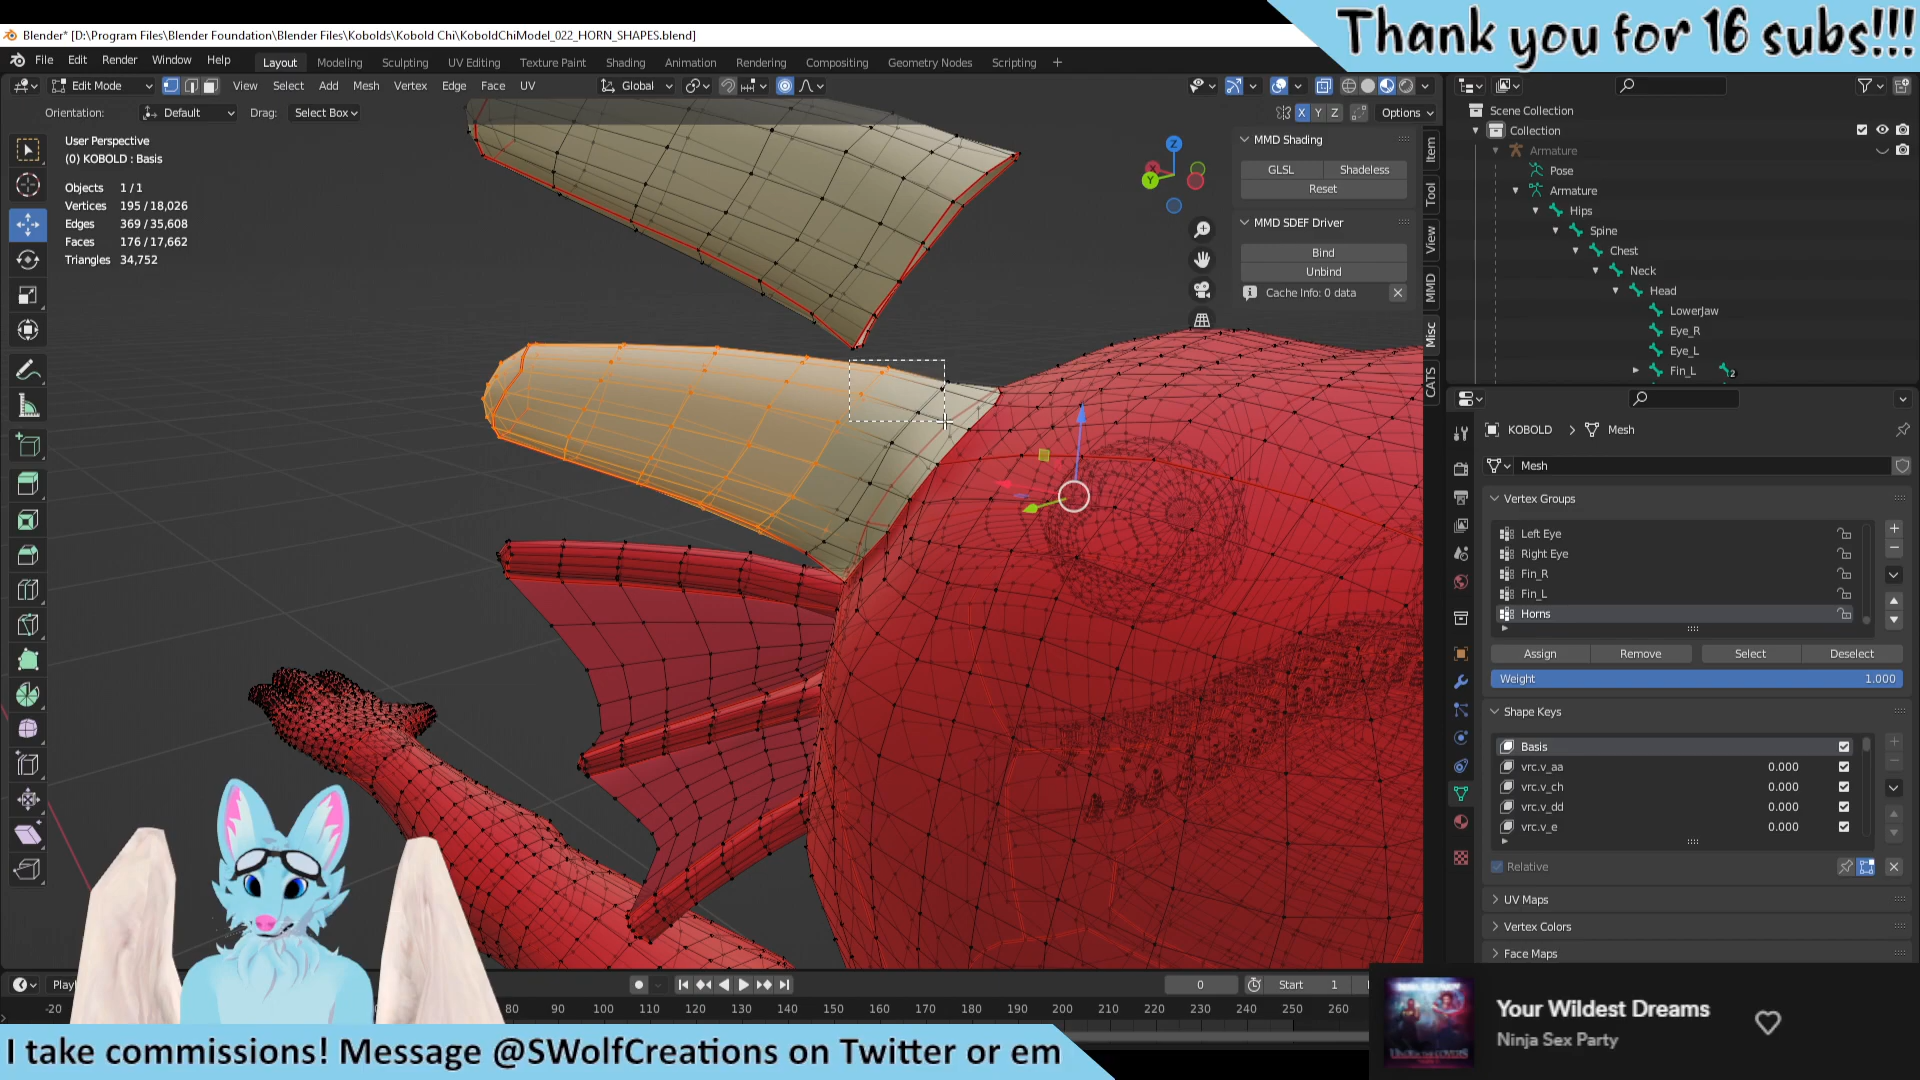 Thank you for 16 subs!!!
Blender* [D:\Program Files\Blender Foundation\Blender Files\Kobolds\Kobold Chi\KoboldChiModel_022_HORN_SHAPES.blend]
File Edit Render Window Help Layout Modeling Sculpting UV Editing Texture Paint Shading Animation Rendering Compositing Geometry Nodes Scripting +
Edit Mode View Select Add Mesh Vertex Edge Face UV Global
Orientation: Default Drag: Select Box X Y Z Options
User Perspective
(0) KOBOLD : Basis
Objects 1 / 1
Vertices 195 / 18,026
Edges 369 / 35,608
Faces 176 / 17,662
Triangles 34,752
Z
X
Y
MMD Shading
GLSL Shadeless
Reset
MMD SDEF Driver
Bind
Unbind
Cache Info: 0 data
Item
Tool
View
MMD
Misc
CATS
Scene Collection
Collection
Armature
Pose
Armature
Hips
Spine
Chest
Neck
Head
LowerJaw
Eye_R
Eye_L
Fin_L 2
KOBOLD > Mesh
Mesh
Vertex Groups
Left Eye
Right Eye
Fin_R
Fin_L
Horns
Assign Remove Select Deselect
Weight 1.000
Shape Keys
Basis
vrc.v_aa 0.000
vrc.v_ch 0.000
vrc.v_dd 0.000
vrc.v_e 0.000
Relative
UV Maps
Vertex Colors
Face Maps
Play 0 Start 1
-20 80 90 100 110 120 130 140 150 160 170 180 190 200 210 220 230 240 250 260
Your Wildest Dreams
Ninja Sex Party
I take commissions! Message @SWolfCreations on Twitter or em